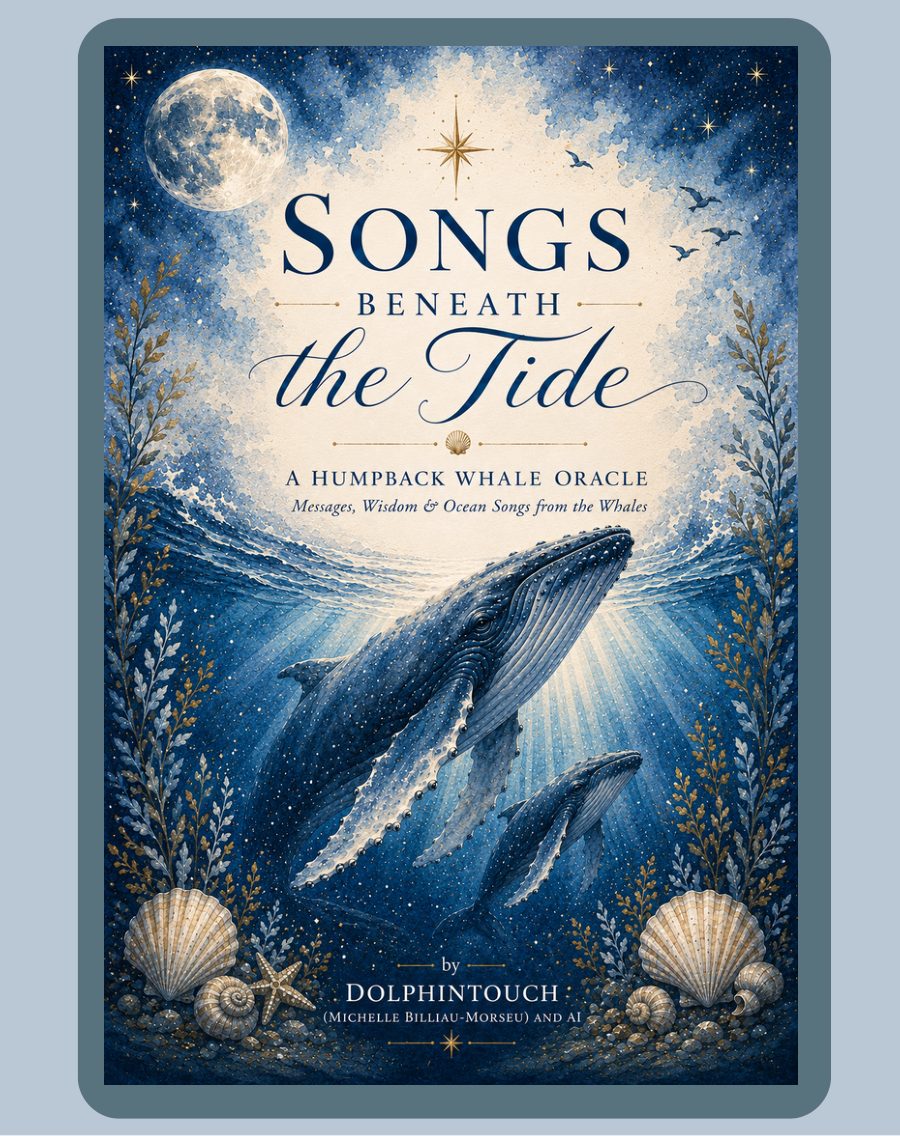 SONGS
BENEATH
the Tide
A HUMPBACK WHALE ORACLE
Messages, Wisdom & Ocean Songs from the Whales
by
DOLPHINTOUCH
(MICHELLE BILLIAU-MORSEU) AND AI